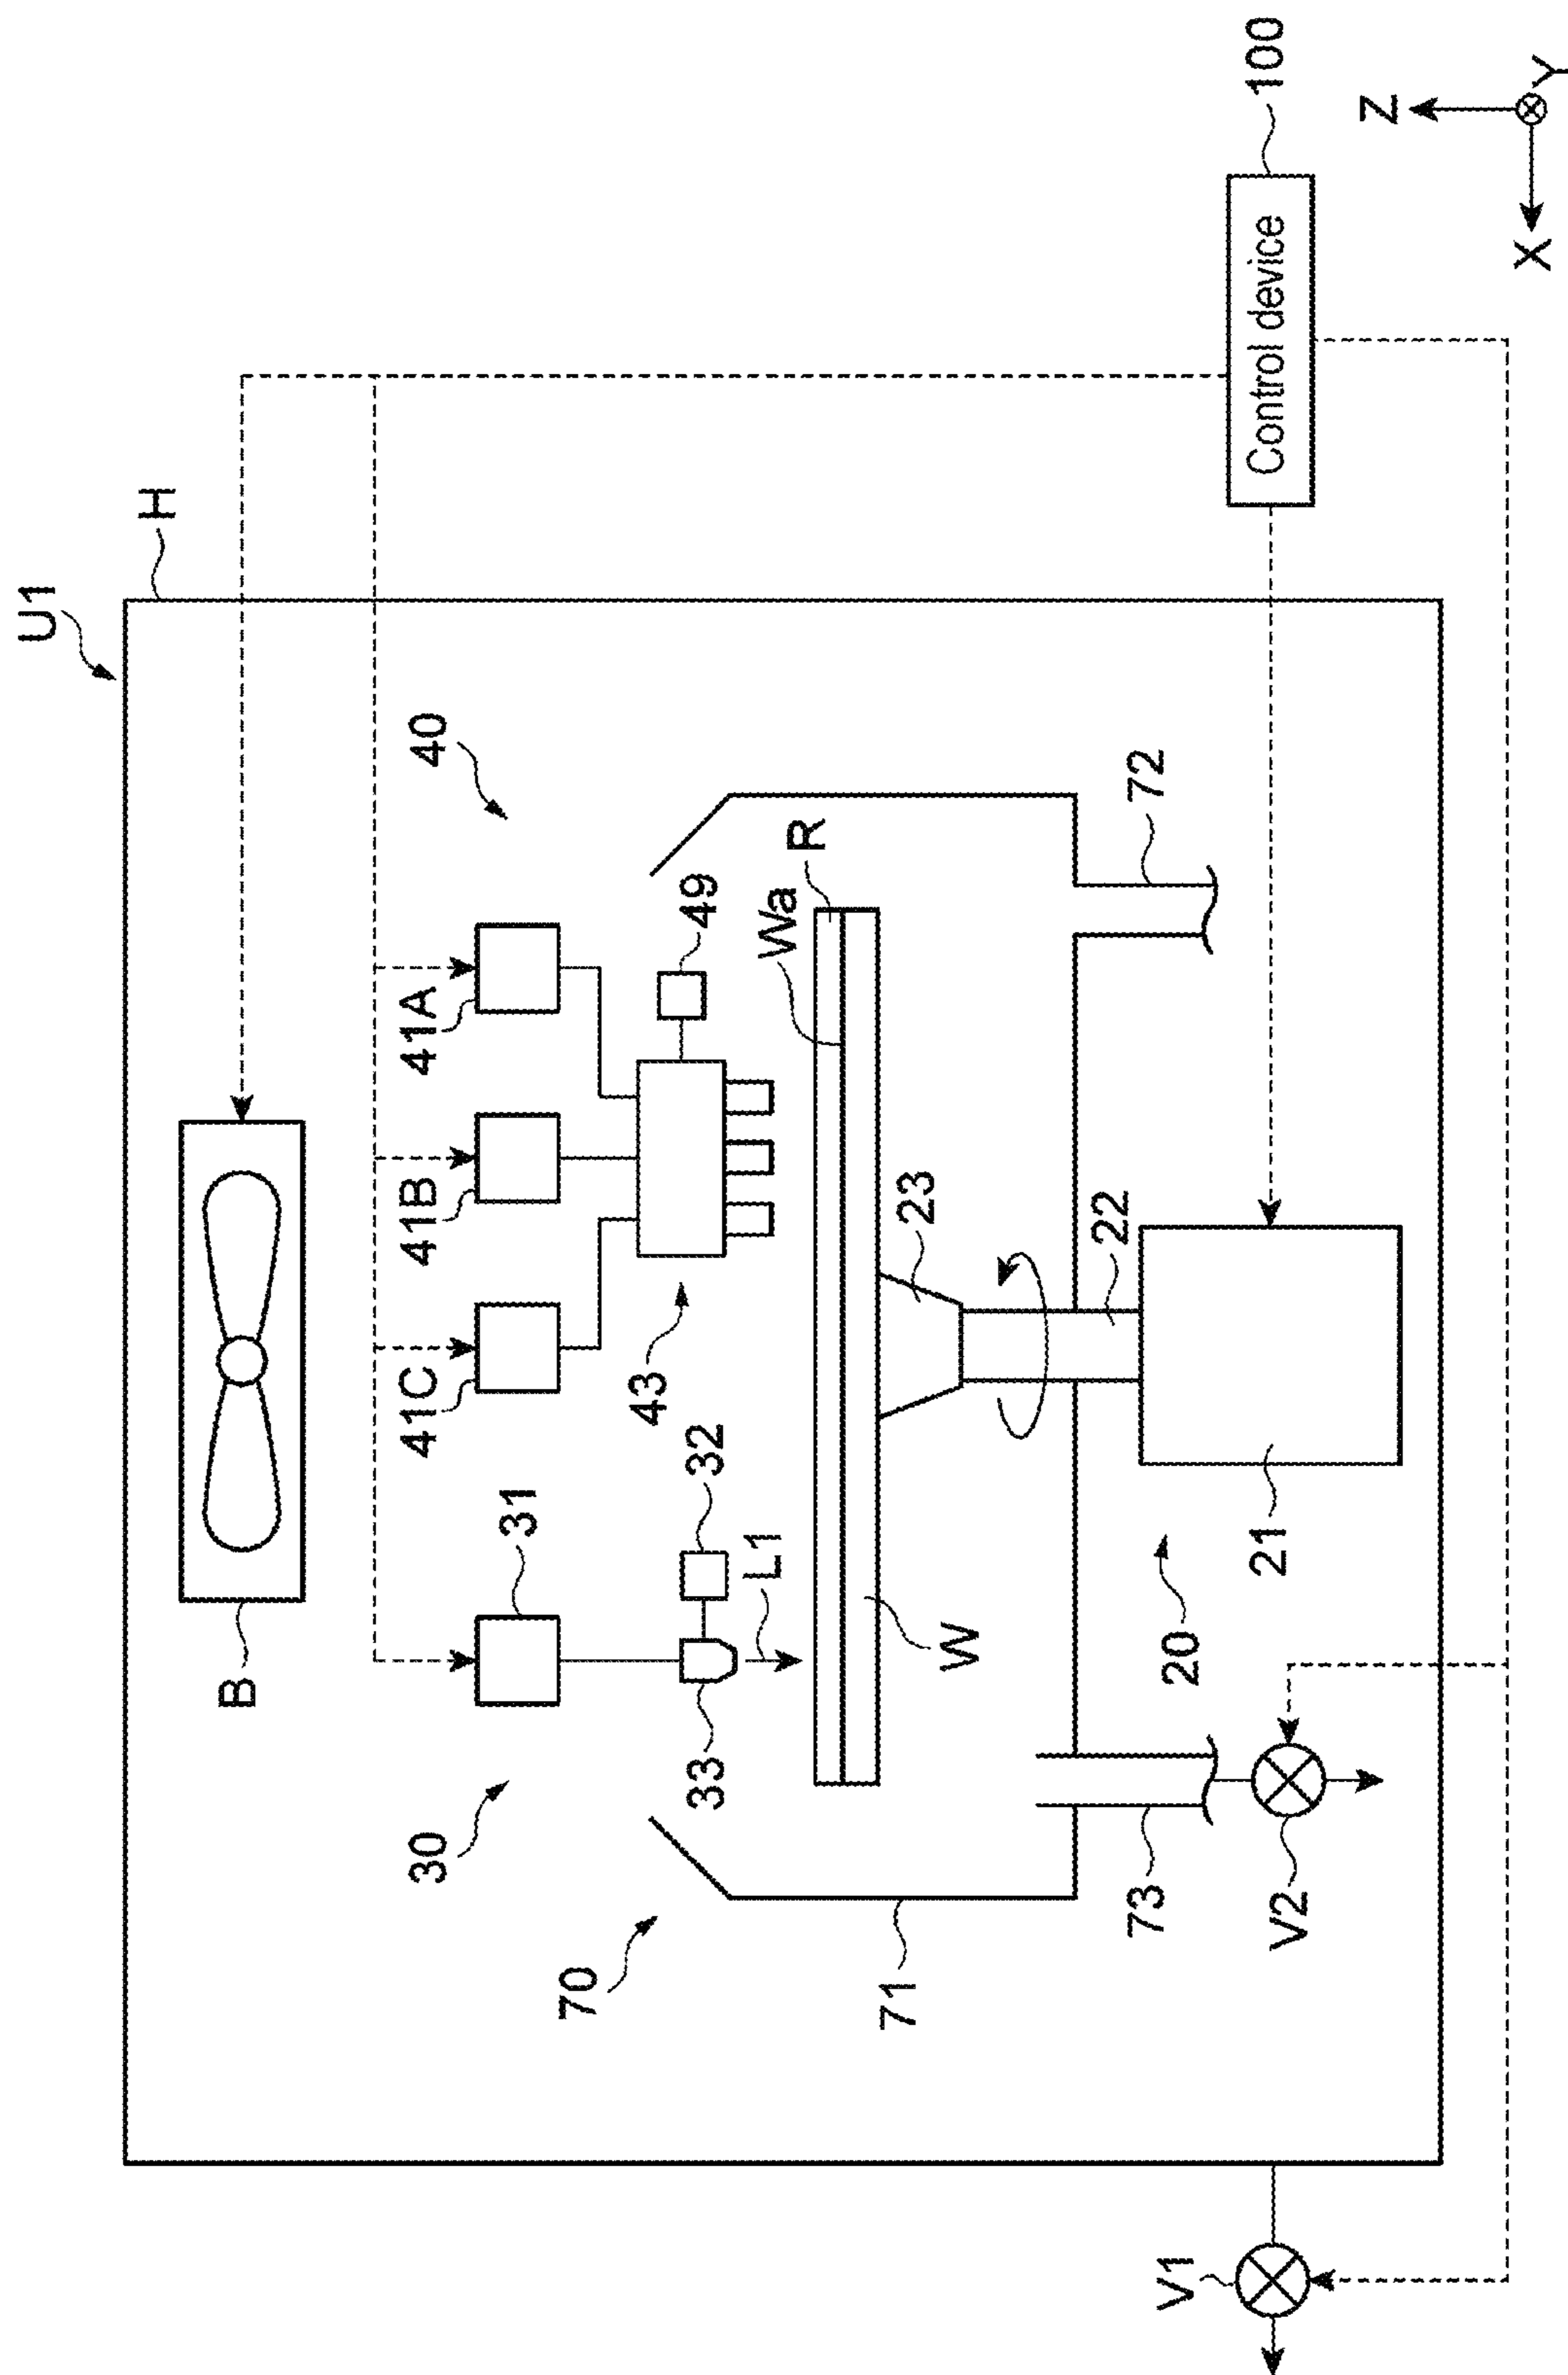 U1
H
B
40
41C
41B
41A
31
30
32
43
49
33
L1
Wa
R
70
71
W
23
22
72
73
20
21
V2
V1
Control device
100
Z
X
Y